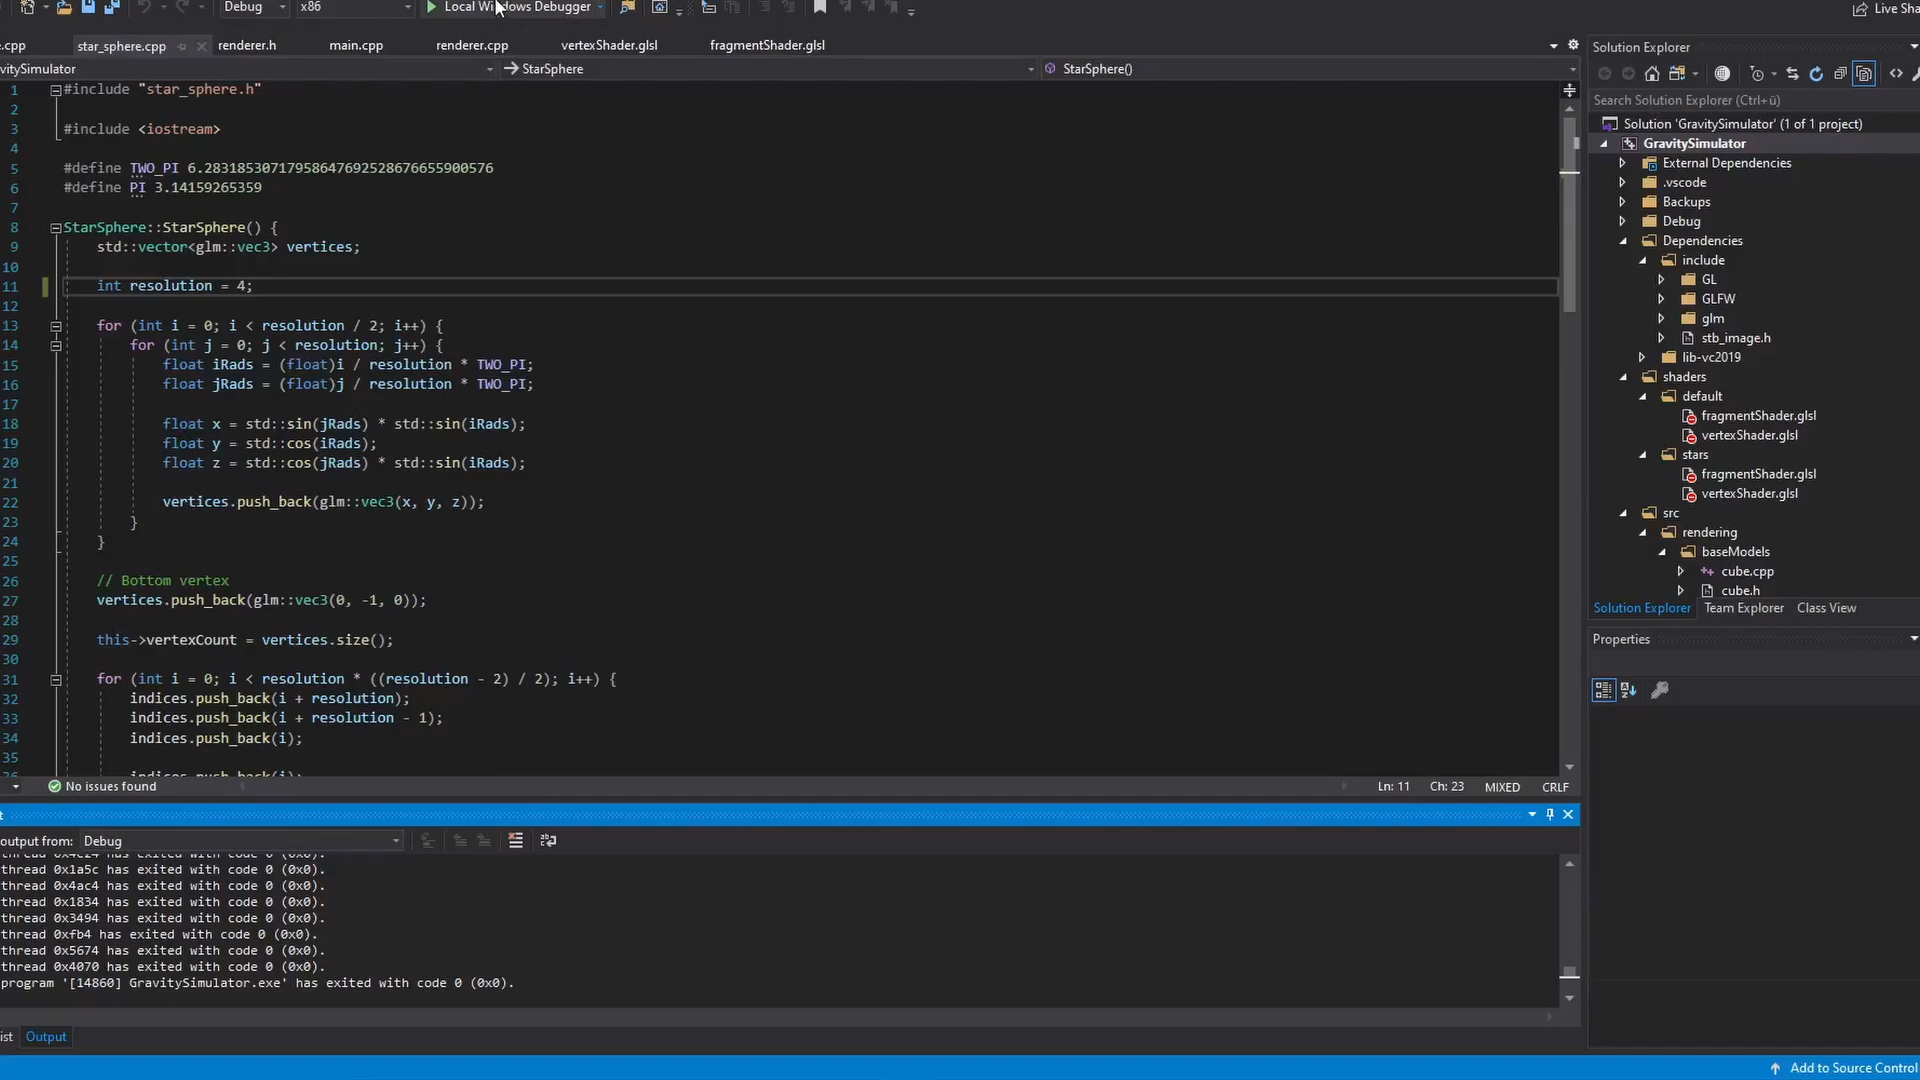 Debug
x86
Local Windows Debugger
Live Sha
.cpp
star_sphere.cpp
renderer.h
main.cpp
renderer.cpp
vertexShader.glsl
fragmentShader.glsl
vitySimulator
StarSphere
StarSphere()
1 #include "star_sphere.h"
2
3 #include <iostream>
4
5 #define TWO_PI 6.283185307179586476925286766559005​76
6 #define PI 3.14159265359
7
8 StarSphere::StarSphere() {
9 std::vector<glm::vec3> vertices;
10
11 int resolution = 4;
12
13 for (int i = 0; i < resolution / 2; i++) {
14 for (int j = 0; j < resolution; j++) {
15 float iRads = (float)i / resolution * TWO_PI;
16 float jRads = (float)j / resolution * TWO_PI;
17
18 float x = std::sin(jRads) * std::sin(iRads);
19 float y = std::cos(iRads);
20 float z = std::cos(jRads) * std::sin(iRads);
21
22 vertices.push_back(glm::vec3(x, y, z));
23 }
24 }
25
26 // Bottom vertex
27 vertices.push_back(glm::vec3(0, -1, 0));
28
29 this->vertexCount = vertices.size();
30
31 for (int i = 0; i < resolution * ((resolution - 2) / 2); i++) {
32 indices.push_back(i + resolution);
33 indices.push_back(i + resolution - 1);
34 indices.push_back(i);
35
36 indices.push_back(i);
No issues found
Ln: 11
Ch: 23
MIXED
CRLF
output from:
Debug
thread 0x1a5c has exited with code 0 (0x0).
thread 0x4ac4 has exited with code 0 (0x0).
thread 0x1834 has exited with code 0 (0x0).
thread 0x3494 has exited with code 0 (0x0).
thread 0xfb4 has exited with code 0 (0x0).
thread 0x5674 has exited with code 0 (0x0).
thread 0x4070 has exited with code 0 (0x0).
program '[14860] GravitySimulator.exe' has exited with code 0 (0x0).
ist
Output
Solution Explorer
Search Solution Explorer (Ctrl+ü)
Solution 'GravitySimulator' (1 of 1 project)
GravitySimulator
External Dependencies
.vscode
Backups
Debug
Dependencies
include
GL
GLFW
glm
stb_image.h
lib-vc2019
shaders
default
fragmentShader.glsl
vertexShader.glsl
stars
fragmentShader.glsl
vertexShader.glsl
src
rendering
baseModels
cube.cpp
cube.h
Solution Explorer
Team Explorer
Class View
Properties
Add to Source Control